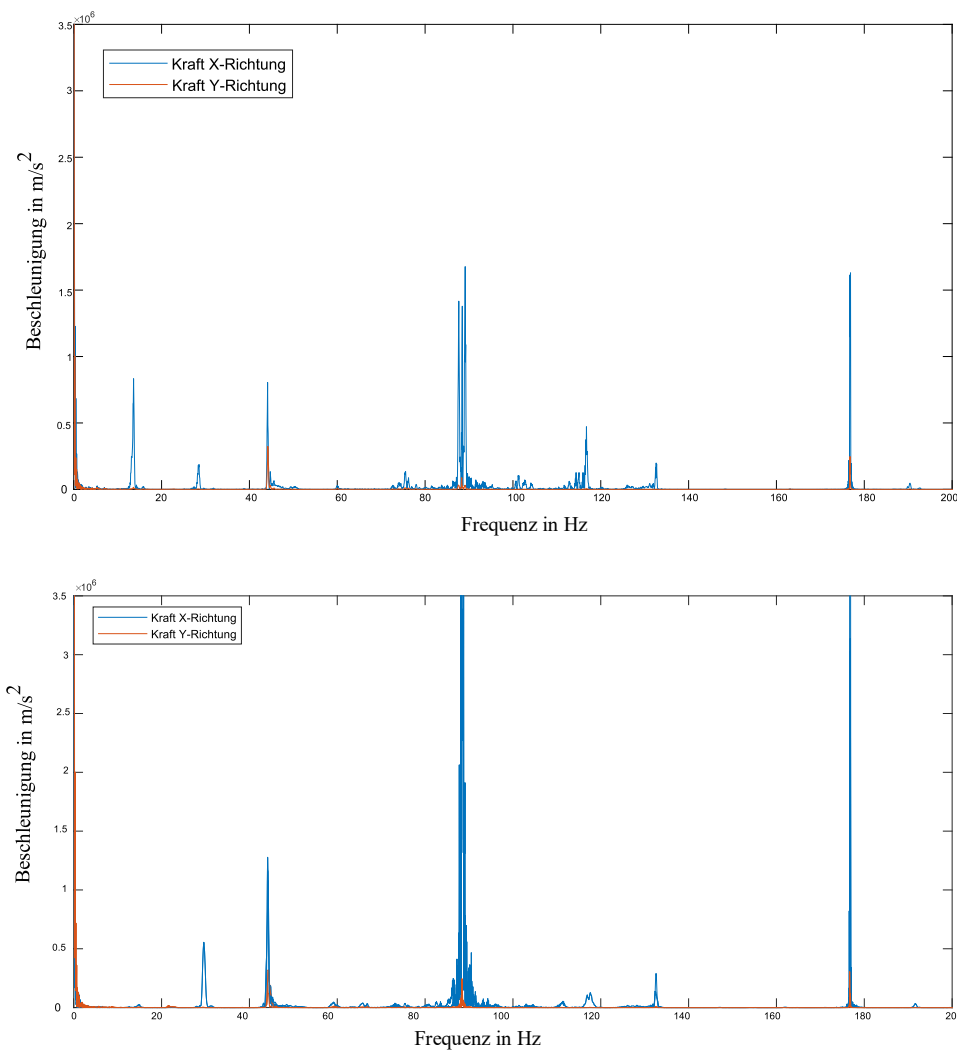 ×10^6
3.5
3
2.5
2
1.5
1
0.5
0
Kraft X-Richtung
Kraft Y-Richtung
Beschleunigung in m/s^2
0 20 40 60 80 100 120 140 160 180 200
Frequenz in Hz
×10^6
3.5
3
2.5
2
1.5
1
0.5
0
Kraft X-Richtung
Kraft Y-Richtung
Beschleunigung in m/s^2
0 20 40 60 80 100 120 140 160 180 20
Frequenz in Hz